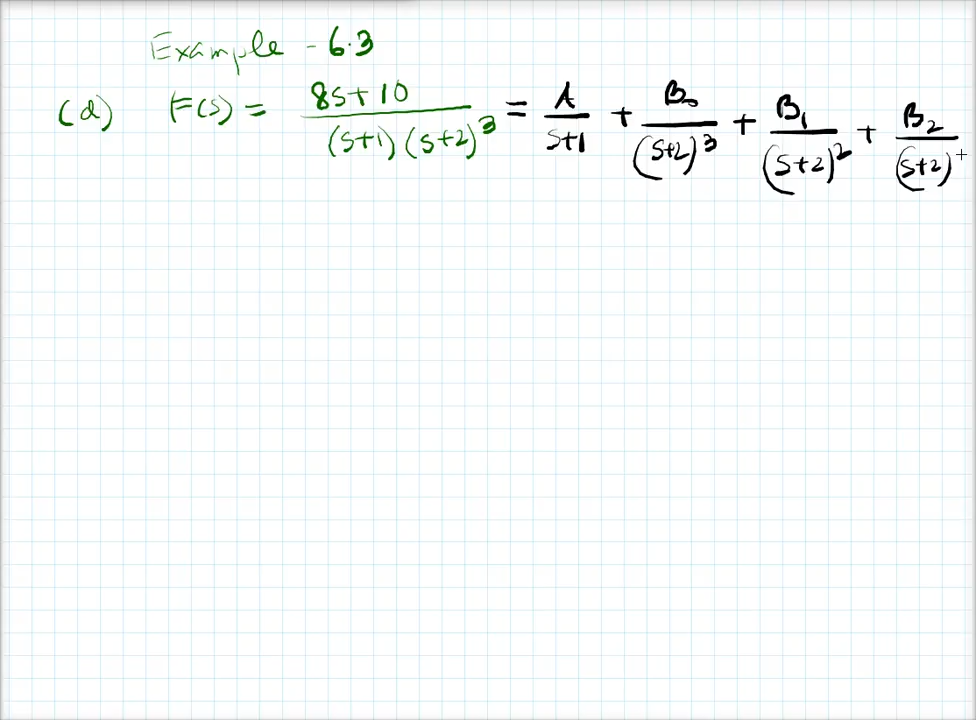 Example - 6.3
(d) F(s) = 8s+10 / (s+1)(s+2)³ = A / s+1 + B₀ / (s+2)³ + B₁ / (s+2)² + B₂ / (s+2)